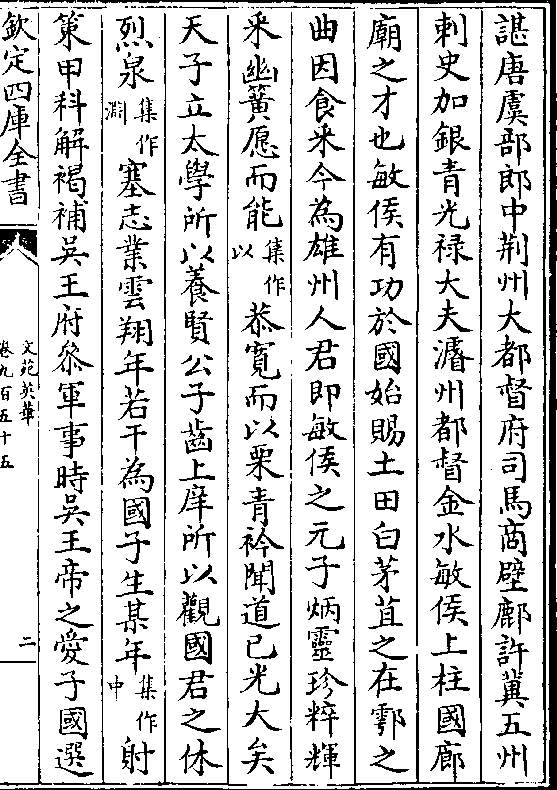 諶唐虞部郎中荆州大都督府司馬商壁鄜許冀五州
刺史加銀青光禄大夫灊州都督金水敏侯上柱國廊
廟之才也敏侯有功於國始賜土田白茅苴之在鄠之
曲因食釆今為雄州人君即敏侯之元子炳靈珍粹輝
釆幽簧愿而能集作以恭寛而以栗青衿聞道已光大矣
天子立太學所以養賢公子齒上庠所以觀國君之休
烈泉集作淵塞志業雲翔年若干為國子生某年集作中射
策甲科解褐補吳王府叅軍事時吳王帝之愛子國選
欽定四庫全書
文苑英華
卷九百五十五
二